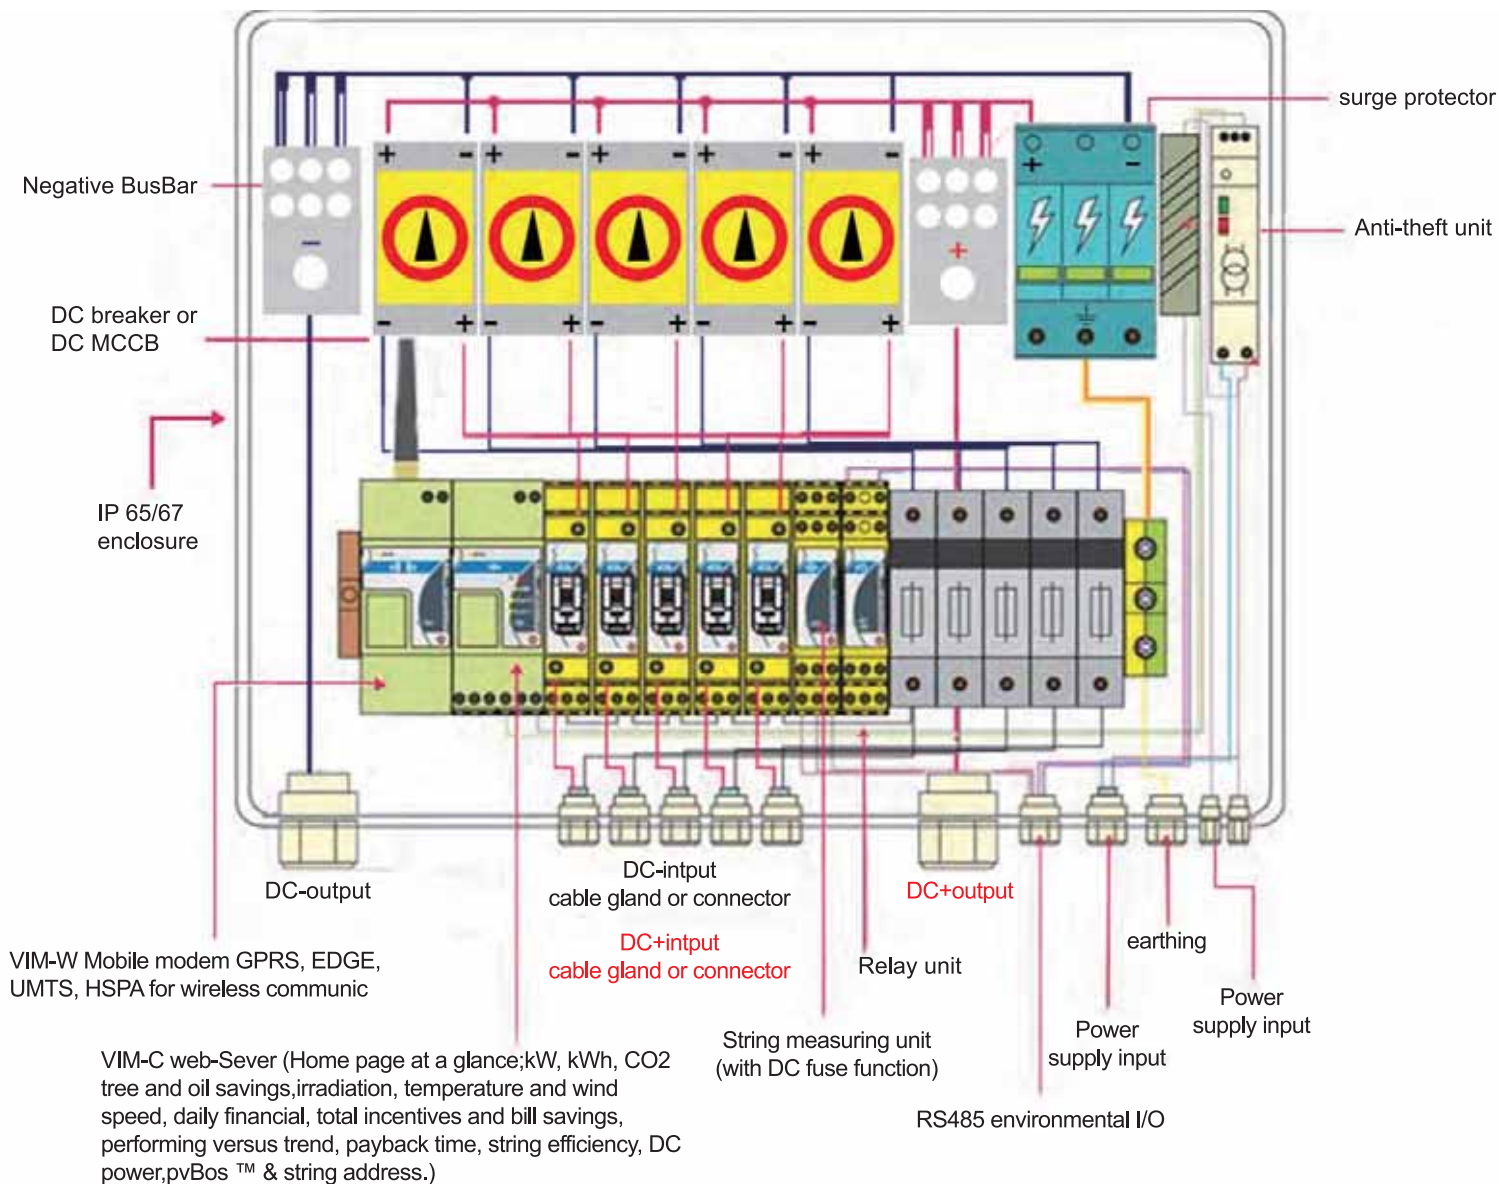 surge protector
Negative BusBar
Anti-theft unit
DC breaker or
DC MCCB
IP 65/67
enclosure
DC-output
DC-intput
cable gland or connector
DC+intput
cable gland or connector
DC+output
earthing
Relay unit
VIM-W Mobile modem GPRS, EDGE,
UMTS, HSPA for wireless communic
Power
supply input
Power
supply input
String measuring unit
(with DC fuse function)
RS485 environmental I/O
VIM-C web-Sever (Home page at a glance;kW, kWh, CO2
tree and oil savings,irradiation, temperature and wind
speed, daily financial, total incentives and bill savings,
performing versus trend, payback time, string efficiency, DC
power,pvBos ™ & string address.)